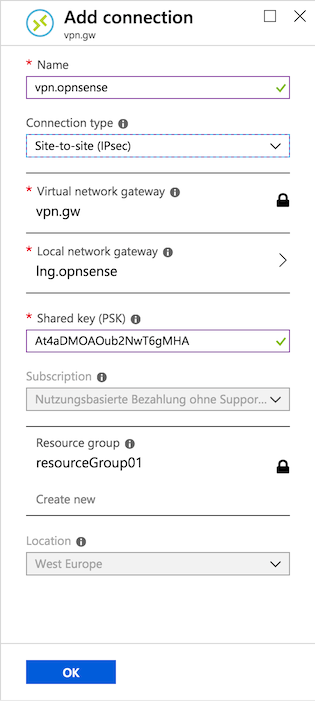 Add connection
vpn.gw
* Name
vpn.opnsense
Connection type
Site-to-site (IPsec)
* Virtual network gateway
vpn.gw
* Local network gateway
lng.opnsense
* Shared key (PSK)
At4aDMOAOub2NwT6gMHA
Subscription
Nutzungsbasierte Bezahlung ohne Suppor...
Resource group
resourceGroup01
Create new
Location
West Europe
OK